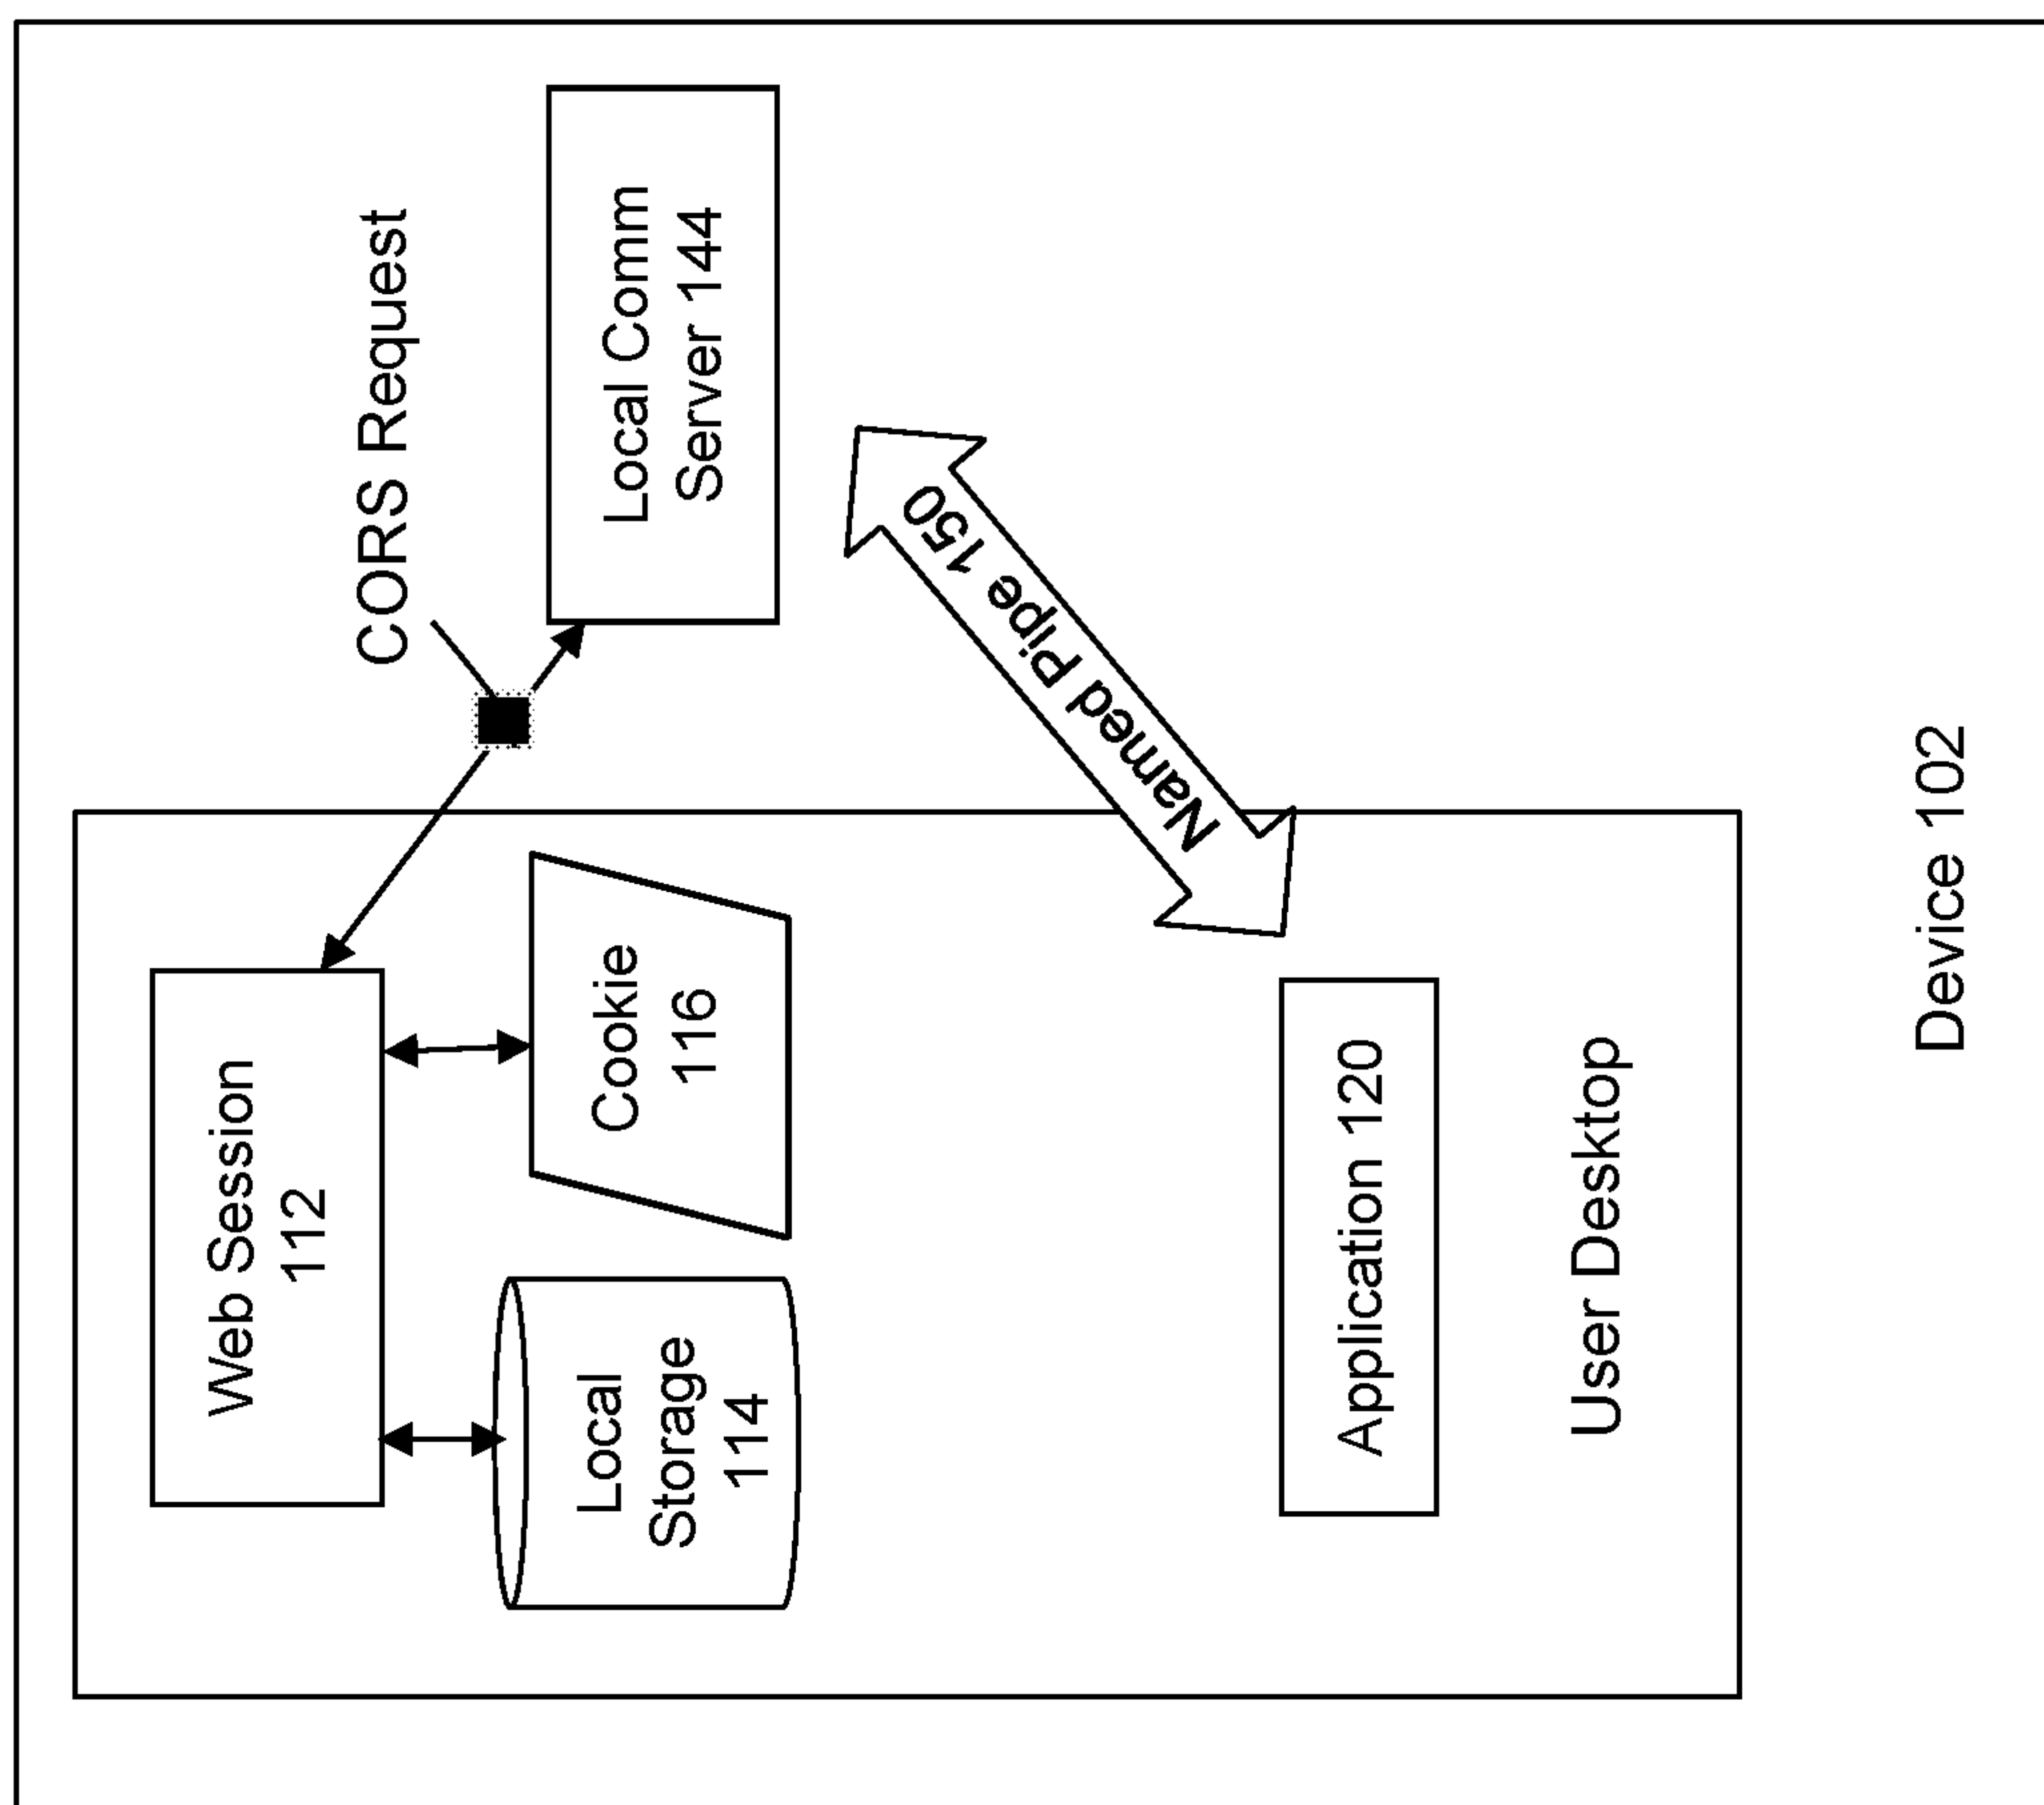 Web Session
112
CORS Request
Local
Storage
114
Cookie
116
Local Comm
Server 144
Named Pipe 150
Application 120
User Desktop
Device 102